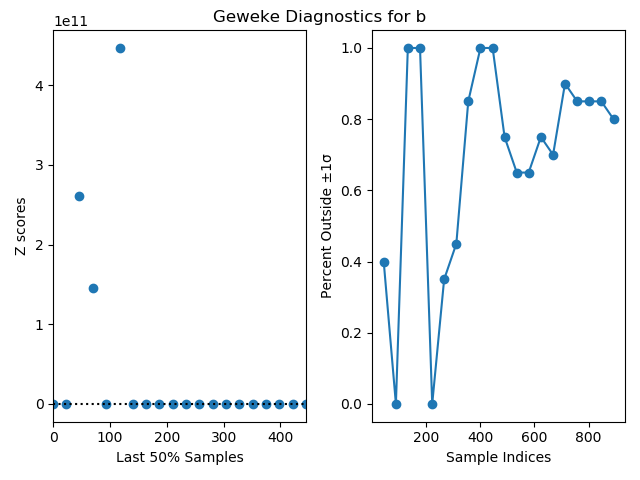 Geweke Diagnostics for b
1e11
4
3
2
1
0
Z scores
0 100 200 300 400
Last 50% Samples
1.0
0.8
0.6
0.4
0.2
0.0
Percent Outside ±1σ
200 400 600 800
Sample Indices